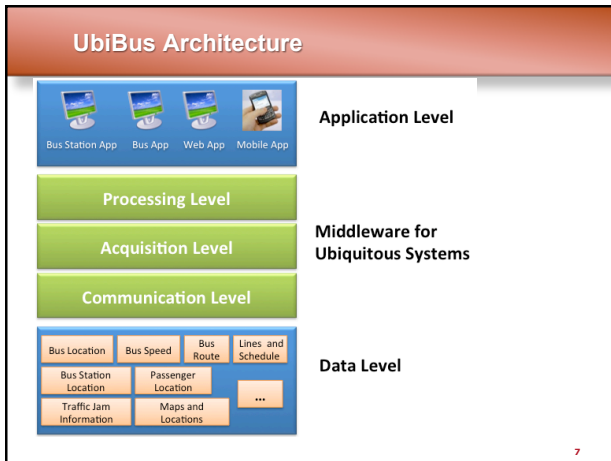 UbiBus Architecture
Bus Station App
Bus App
Web App
Mobile App
Application Level
Processing Level
Acquisition Level
Communication Level
Middleware for
Ubiquitous Systems
Bus Location
Bus Speed
Bus
Route
Lines and
Schedule
Bus Station
Location
Passenger
Location
...
Traffic Jam
Information
Maps and
Locations
Data Level
7